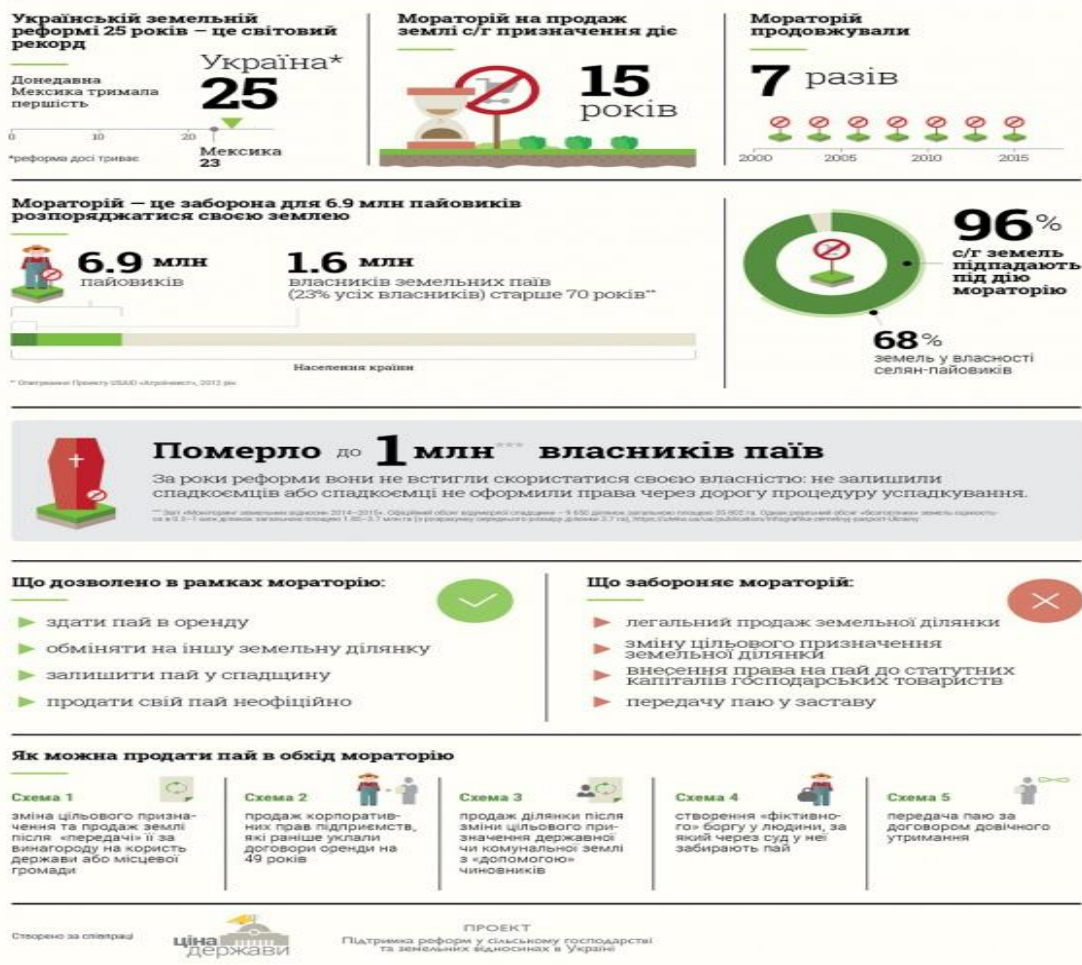 Українській земельній
реформі 25 років – це світовий
рекорд
Донедавна
Мексика тримала
першість
Україна*
25
0 10 20
Мексика
23
*реформа досі триває
Мораторій на продаж
землі с/г призначення діє
15
років
Мораторій
продовжували
7 разів
2000 2005 2010 2015
Мораторій — це заборона для 6.9 млн пайовиків
розпоряджатися своєю землею
6.9 млн
пайовиків
1.6 млн
власників земельних паїв
(23% усіх власників) старше 70 років**
Населення країни
** Опитування Проекту USAID «Агроінвест», 2012 рік
96%
с/г земель
підпадають
під дію
мораторію
68%
земель у власності
селян-пайовиків
Померло до 1 млн*** власників паїв
За роки реформи вони не встигли скористатися своєю власністю: не залишили
спадкоємців або спадкоємці не оформили права через дорогу процедуру успадкування.
Що дозволено в рамках мораторію:
здати пай в оренду
обміняти на іншу земельну ділянку
залишити пай у спадщину
продати свій пай неофіційно
Що забороняє мораторій:
легальний продаж земельної ділянки
зміну цільового призначення
земельної ділянки
внесення права на пай до статутних
капіталів господарських товариств
передачу паю у заставу
Як можна продати пай в обхід мораторію
Схема 1
зміна цільового призна-
чення та продаж землі
після «передачі» її за
винагороду на користь
держави або місцевої
громади
Схема 2
продаж корпоратив-
них прав підприємств,
які раніше уклали
договори оренди на
49 років
Схема 3
продаж ділянки після
зміни цільового при-
значення державної
чи комунальної землі
з «допомогою»
чиновників
Схема 4
створення «фіктивно-
го» боргу у людини, за
який через суд у неї
забирають пай
Схема 5
передача паю за
договором довічного
утримання
Створено за співпраці
ціна
держави
ПРОЕКТ
Підтримка реформ у сільському господарстві
та земельних відносинах в Україні